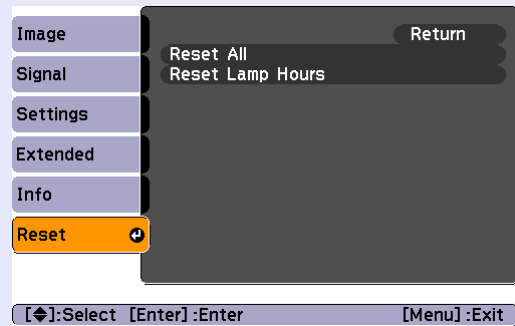 Image
Signal
Settings
Extended
Info
Reset
Return
Reset All
Reset Lamp Hours
[◆]:Select [Enter] :Enter [Menu] :Exit